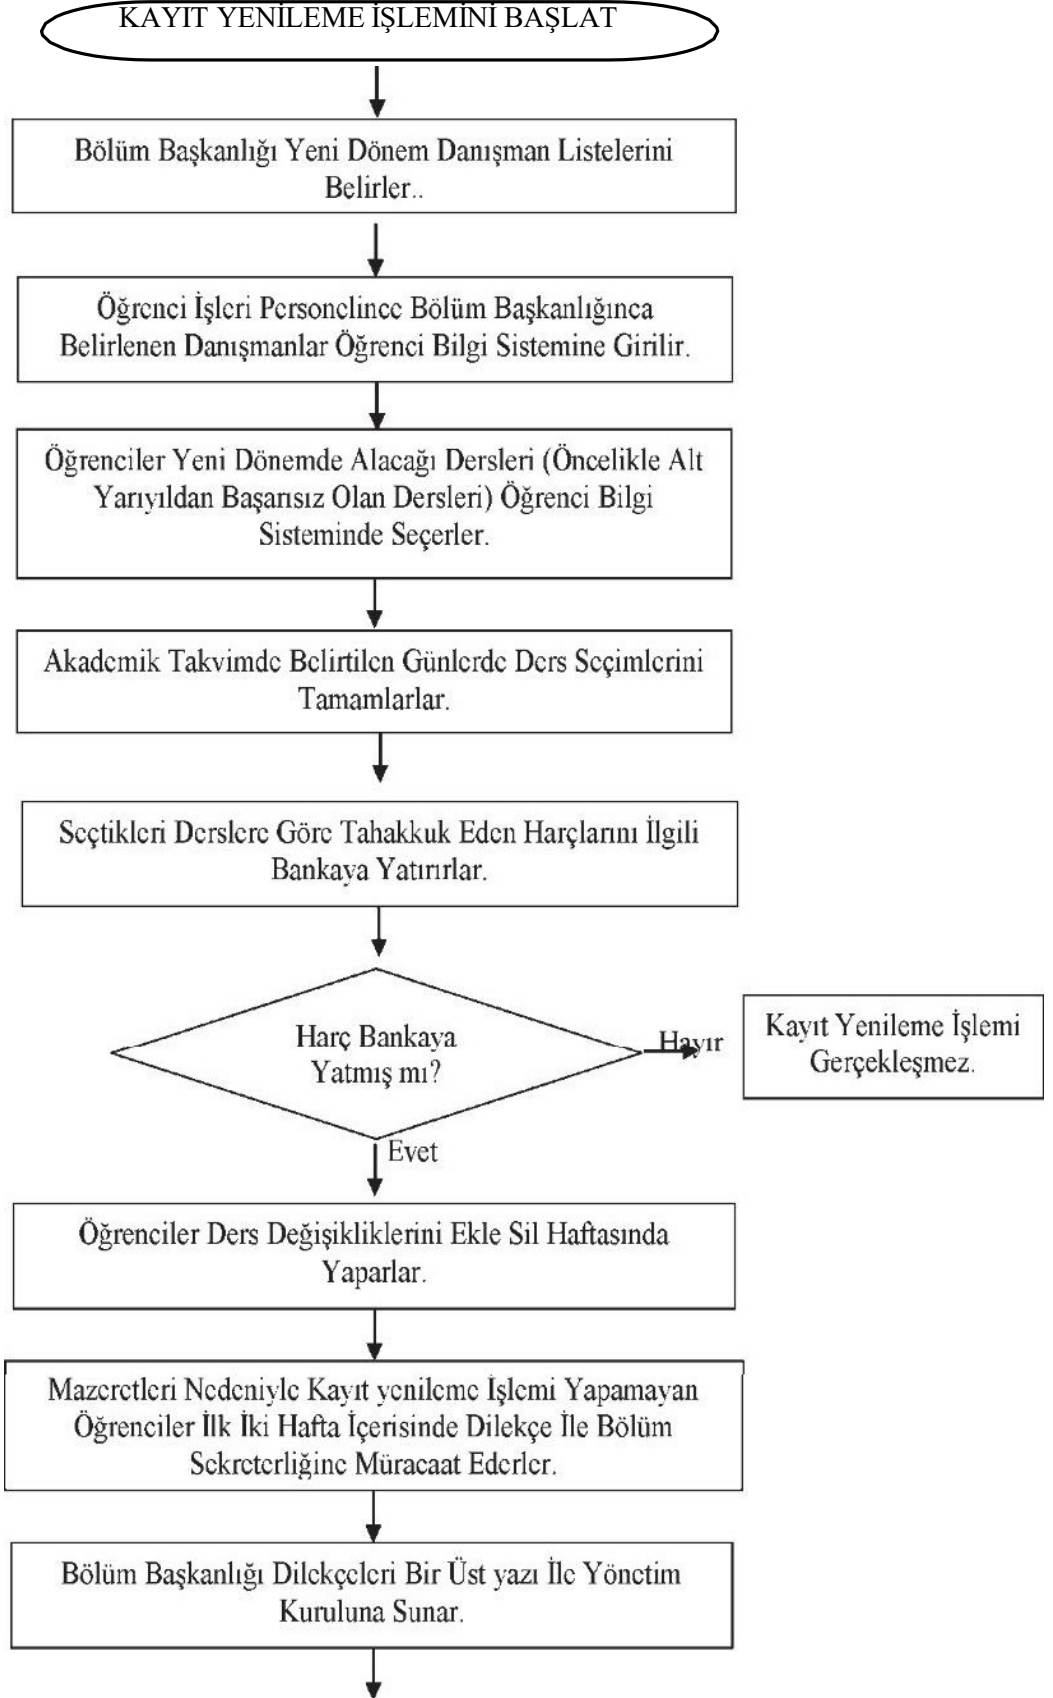 KAYIT YENİLEME İŞLEMİNİ BAŞLAT
Bölüm Başkanlığı Yeni Dönem Danışman Listelerini
Belirler..
Öğrenci İşleri Personelince Bölüm Başkanlığınca
Belirlenen Danışmanlar Öğrenci Bilgi Sistemine Girilir.
Öğrenciler Yeni Dönemde Alacağı Dersleri (Öncelikle Alt
Yarıyıldan Başarısız Olan Dersleri) Öğrenci Bilgi
Sisteminde Seçerler.
Akademik Takvimde Belirtilen Günlerde Ders Seçimlerini
Tamamlarlar.
Seçtikleri Derslere Göre Tahakkuk Eden Harçlarını İlgili
Bankaya Yatırırlar.
Harç Bankaya
Yatmış mı?
Hayır
Kayıt Yenileme İşlemi
Gerçekleşmez.
Evet
Öğrenciler Ders Değişikliklerini Ekle Sil Haftasında
Yaparlar.
Mazeretleri Nedeniyle Kayıt yenileme İşlemi Yapamayan
Öğrenciler İlk İki Hafta İçerisinde Dilekçe İle Bölüm
Sekreterliğine Müracaat Ederler.
Bölüm Başkanlığı Dilekçeleri Bir Üst yazı İle Yönetim
Kuruluna Sunar.